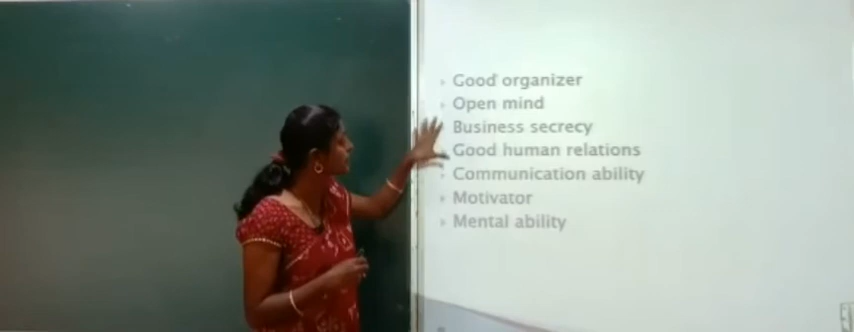 Good organizer
Open mind
Business secrecy
Good human relations
Communication ability
Motivator
Mental ability